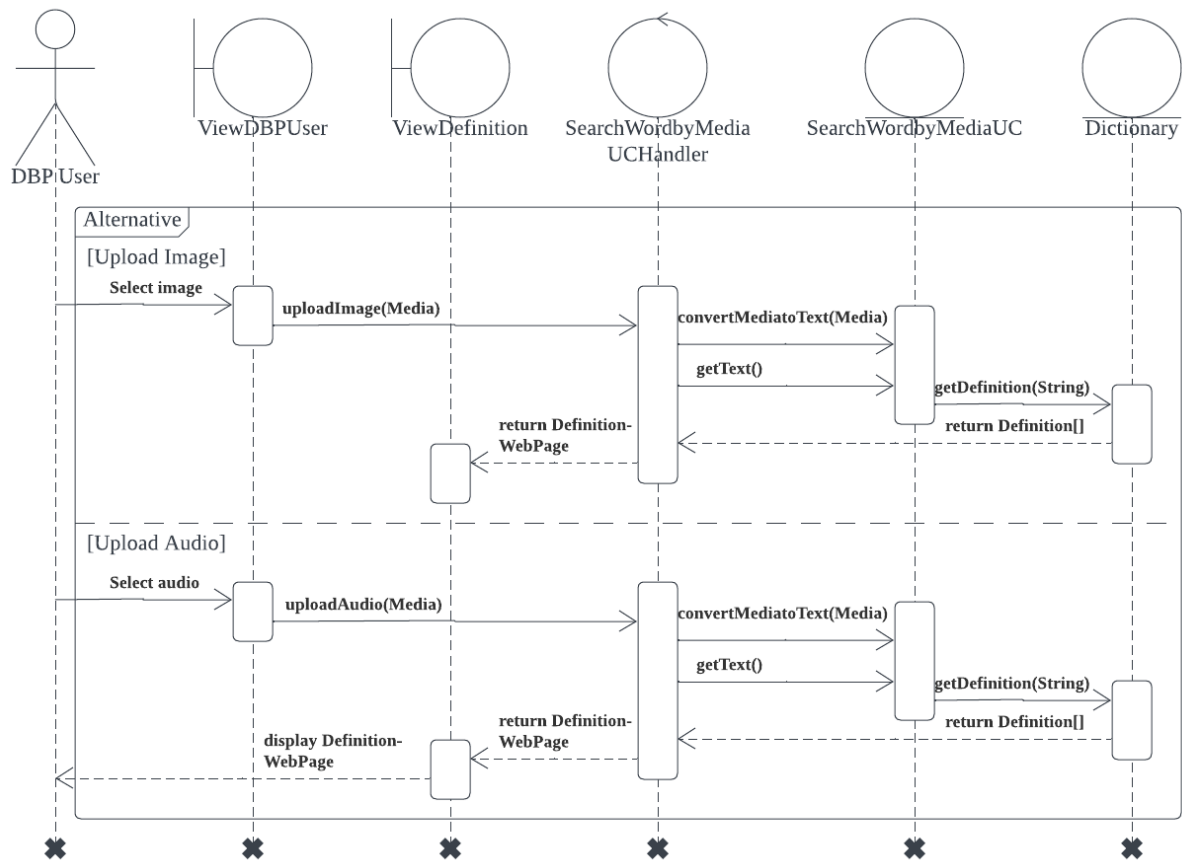 ViewDBPUser
ViewDefinition
SearchWordbyMedia
UCHandler
SearchWordbyMediaUC
Dictionary
DBP User
Alternative
[Upload Image]
Select image
uploadImage(Media)
convertMediatoText(Media)
getText()
getDefinition(String)
return Definition[]
return Definition-
WebPage
[Upload Audio]
Select audio
uploadAudio(Media)
convertMediatoText(Media)
getText()
getDefinition(String)
return Definition[]
return Definition-
WebPage
display Definition-
WebPage